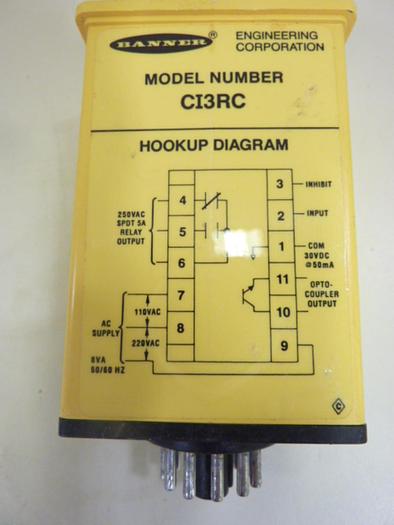 BANNER ® ENGINEERING
CORPORATION
MODEL NUMBER
CI3RC
HOOKUP DIAGRAM
3 INHIBIT
4
250VAC
SPDT 5A
RELAY
OUTPUT
2 INPUT
5
1 COM
30VDC
@50mA
6
11
OPTO-
COUPLER
OUTPUT
7
110VAC
10
AC
SUPPLY
8
220VAC
9
8VA
50/60 HZ
C